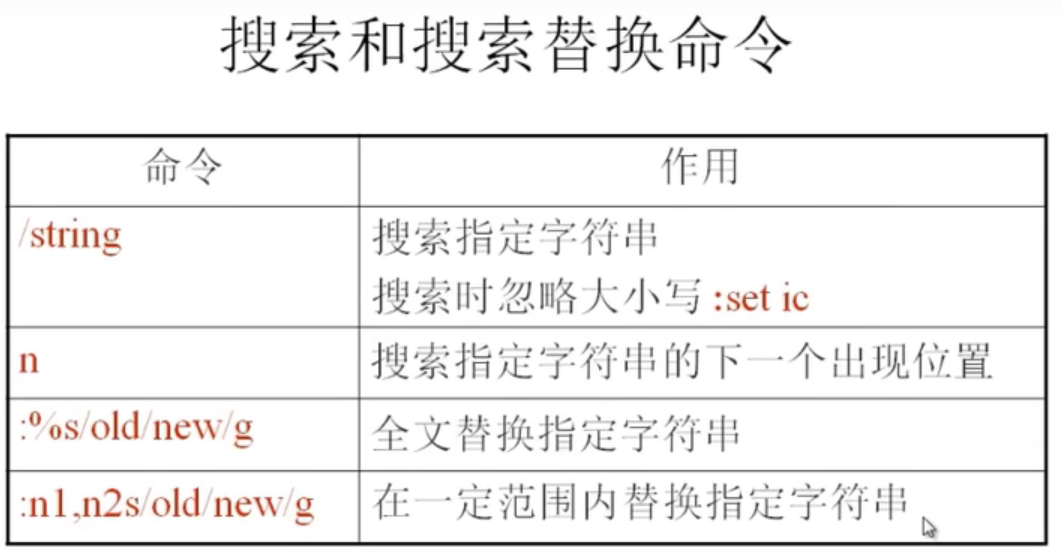 搜索和搜索替换命令
命令 作用
/string 搜索指定字符串
搜索时忽略大小写 :set ic
n 搜索指定字符串的下一个出现位置
:%s/old/new/g 全文替换指定字符串
:n1,n2s/old/new/g 在一定范围内替换指定字符串